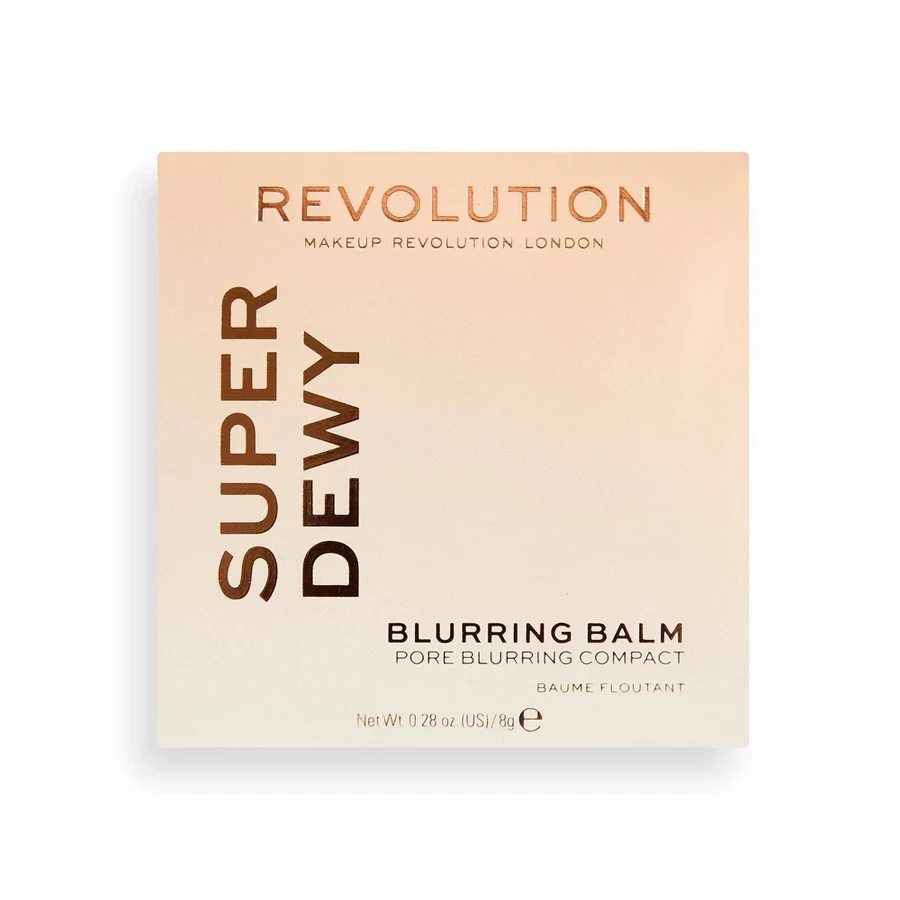 REVOLUTION
MAKEUP REVOLUTION LONDON
SUPER
DEWY
BLURRING BALM
PORE BLURRING COMPACT
BAUME FLOUTANT
Net Wt. 0.28 oz. (US)/8g ℮